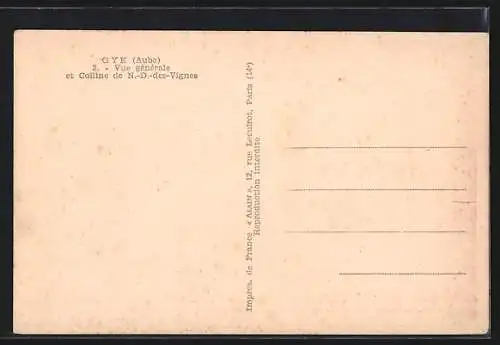 GYE (Aube)
2. - Vue générale
et Colline de N.-D.-des-Vignes
Impres. de France « ALAIN », 12, rue Lecuirot, Paris (14e)
Reproduction interdite